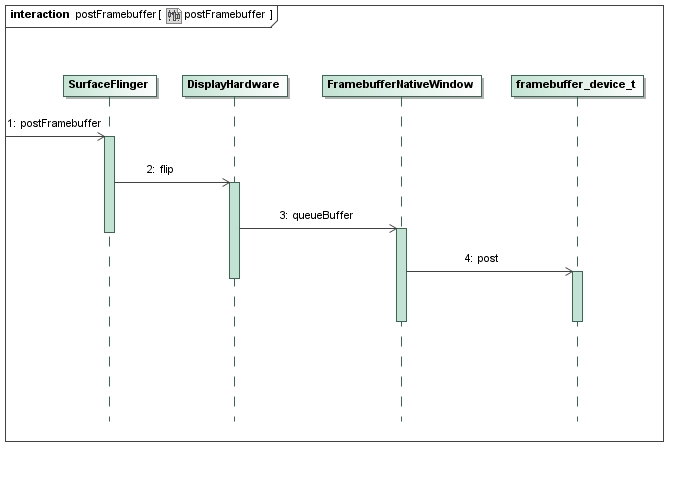 interaction postFramebuffer[ postFramebuffer ]
SurfaceFlinger
DisplayHardware
FramebufferNativeWindow
framebuffer_device_t
1: postFramebuffer
2: flip
3: queueBuffer
4: post